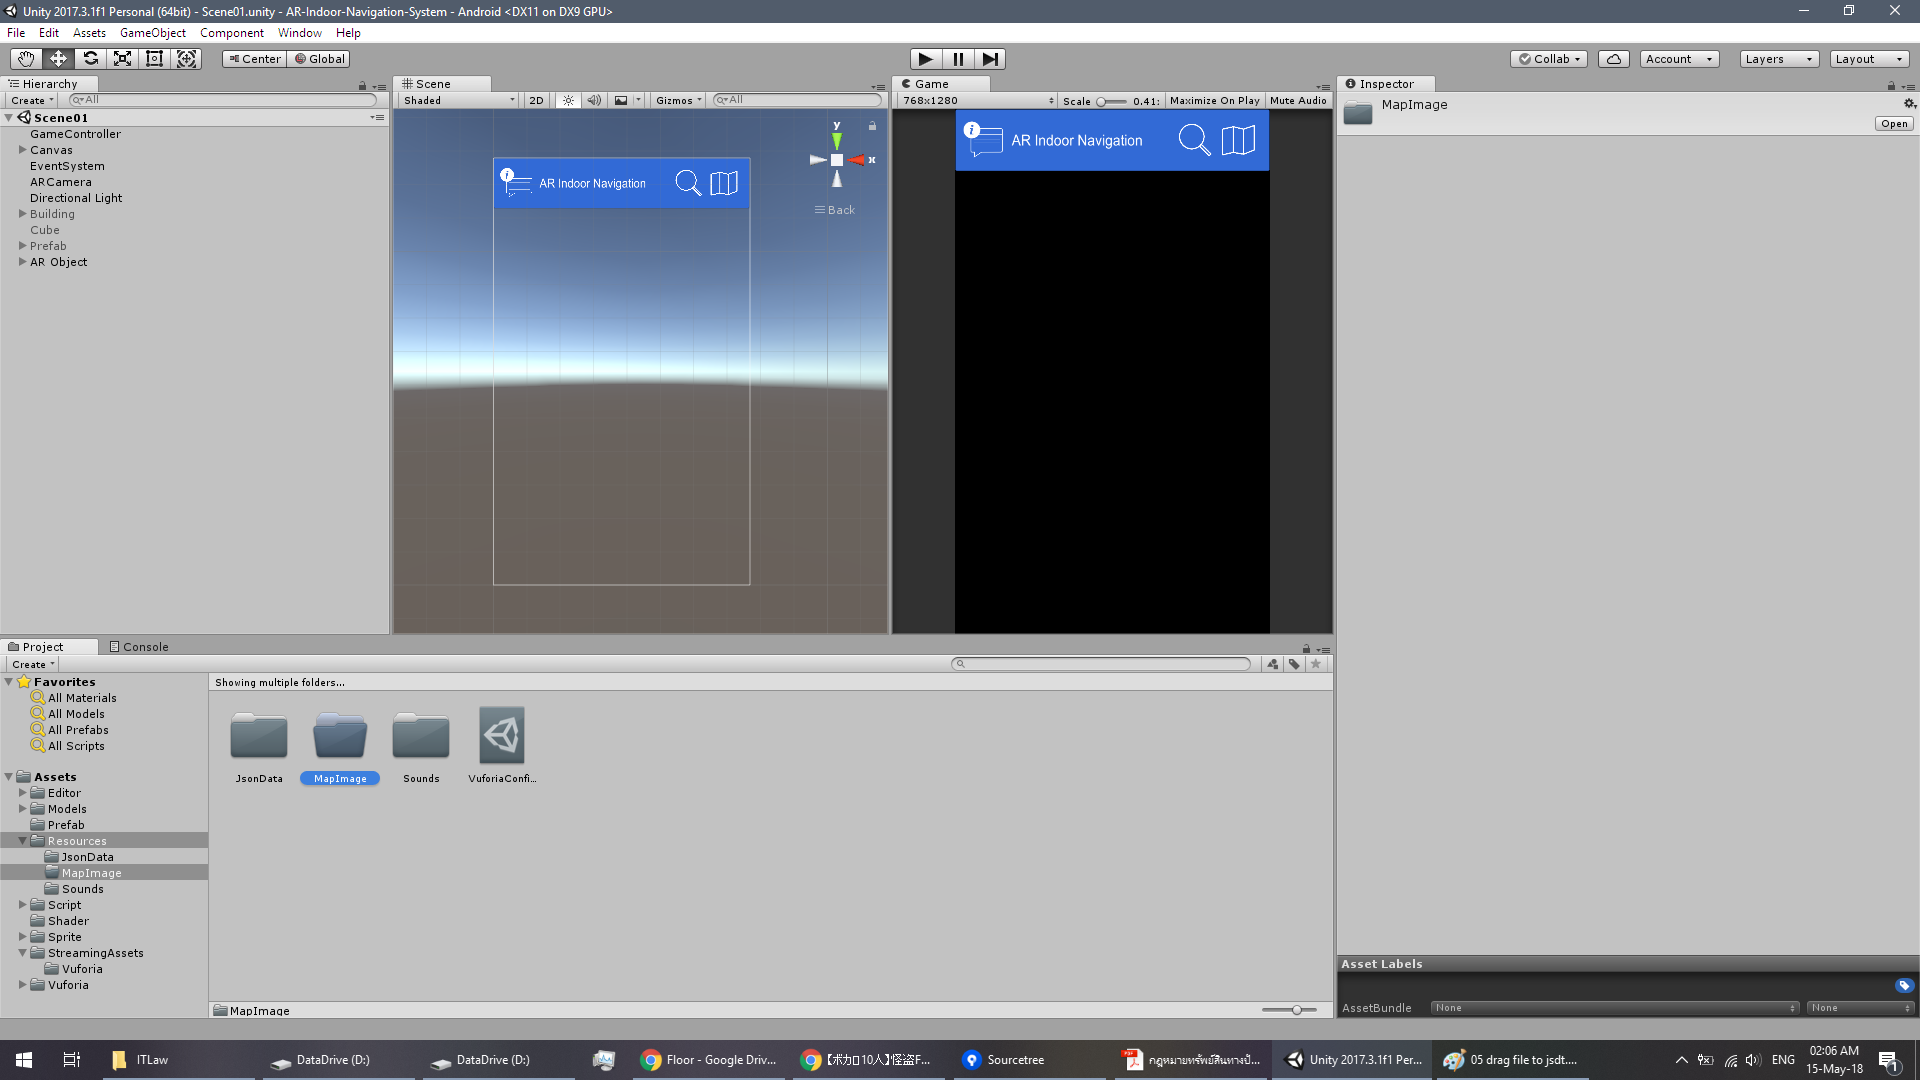 Unity 2017.3.1f1 Personal (64bit) - Scene01.unity - AR-Indoor-Navigation-System - Android <DX11 on DX9 GPU>
File Edit Assets GameObject Component Window Help
Center Global
Collab Account Layers Layout
Hierarchy
Create All
Scene01
GameController
Canvas
EventSystem
ARCamera
Directional Light
Building
Cube
Prefab
AR Object
Scene
Shaded 2D Gizmos All
AR Indoor Navigation
y
x
Back
Game
768x1280 Scale 0.41: Maximize On Play Mute Audio
AR Indoor Navigation
Inspector
MapImage
Open
Project Console
Create
Favorites
All Materials
All Models
All Prefabs
All Scripts
Assets
Editor
Models
Prefab
Resources
JsonData
MapImage
Sounds
Script
Shader
Sprite
StreamingAssets
Vuforia
Vuforia
Showing multiple folders...
JsonData MapImage Sounds VuforiaConfi...
MapImage
Asset Labels
AssetBundle None None
ITLaw DataDrive (D:) DataDrive (D:) Floor - Google Driv... 【ボカロ10人】怪盗F... Sourcetree กฎหมายทรัพย์สินทางปั... Unity 2017.3.1f1 Per... 05 drag file to jsdt....
ENG 02:06 AM
15-May-18
1